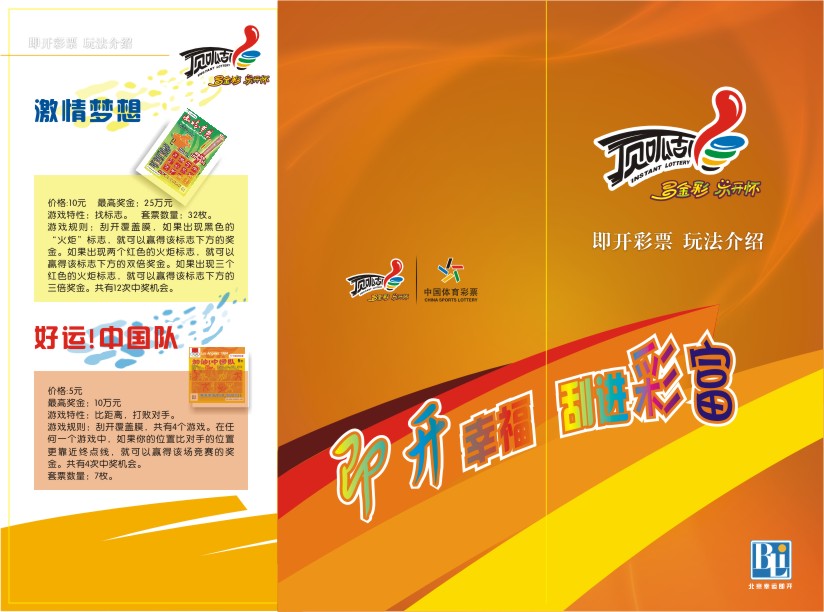 即开彩票 玩法介绍
顶呱刮
INSTANT LOTTERY
多金彩 乐开怀
激情梦想
价格:10元 最高奖金：25万元
游戏特性：找标志。 套票数量：32枚。
游戏规则：刮开覆盖膜，如果出现黑色的
“火炬”标志，就可以赢得该标志下方的奖
金。如果出现两个红色的火炬标志，就可以
赢得该标志下方的双倍奖金。如果出现三个
红色的火炬标志，就可以赢得该标志下方的
三倍奖金。共有12次中奖机会。
好运!中国队
价格:5元
最高奖金：10万元
游戏特性：比距离、打败对手。
游戏规则：刮开覆盖膜，共有4个游戏。在任
何一个游戏中，如果你的位置比对手的位置
更靠近终点线，就可以赢得该场竞赛的奖
金。共有4次中奖机会。
套票数量：7枚。
顶呱刮
多金彩 乐开怀
中国体育彩票
CHINA SPORTS LOTTERY
顶呱刮
INSTANT LOTTERY
多金彩 乐开怀
即开彩票 玩法介绍
即开幸福 刮进彩富
BLI